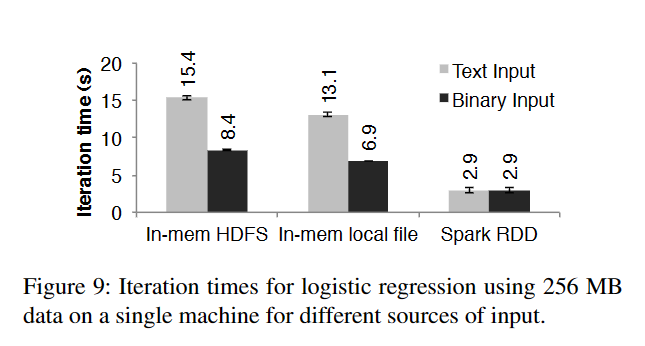 Iteration time (s)
20
15
10
5
0
15.4
8.4
13.1
6.9
2.9
2.9
Text Input
Binary Input
In-mem HDFS
In-mem local file
Spark RDD
Figure 9: Iteration times for logistic regression using 256 MB
data on a single machine for different sources of input.